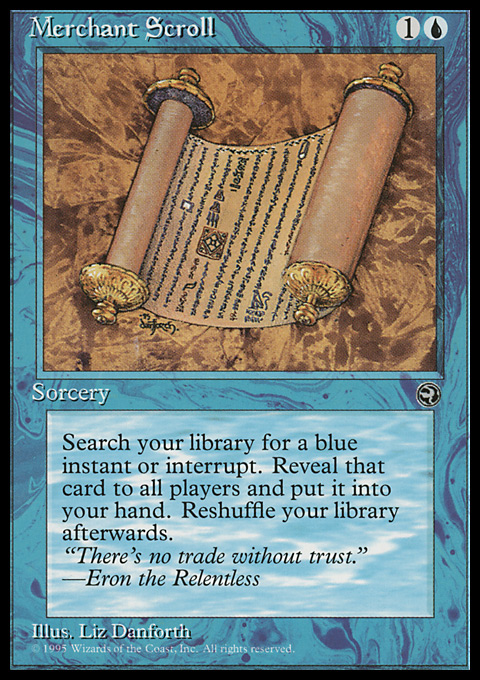 Merchant Scroll 1
Sorcery
Search your library for a blue
instant or interrupt. Reveal that
card to all players and put it into
your hand. Reshuffle your library
afterwards.
“There’s no trade without trust.”
—Eron the Relentless
Illus. Liz Danforth
© 1995 Wizards of the Coast, Inc. All rights reserved.